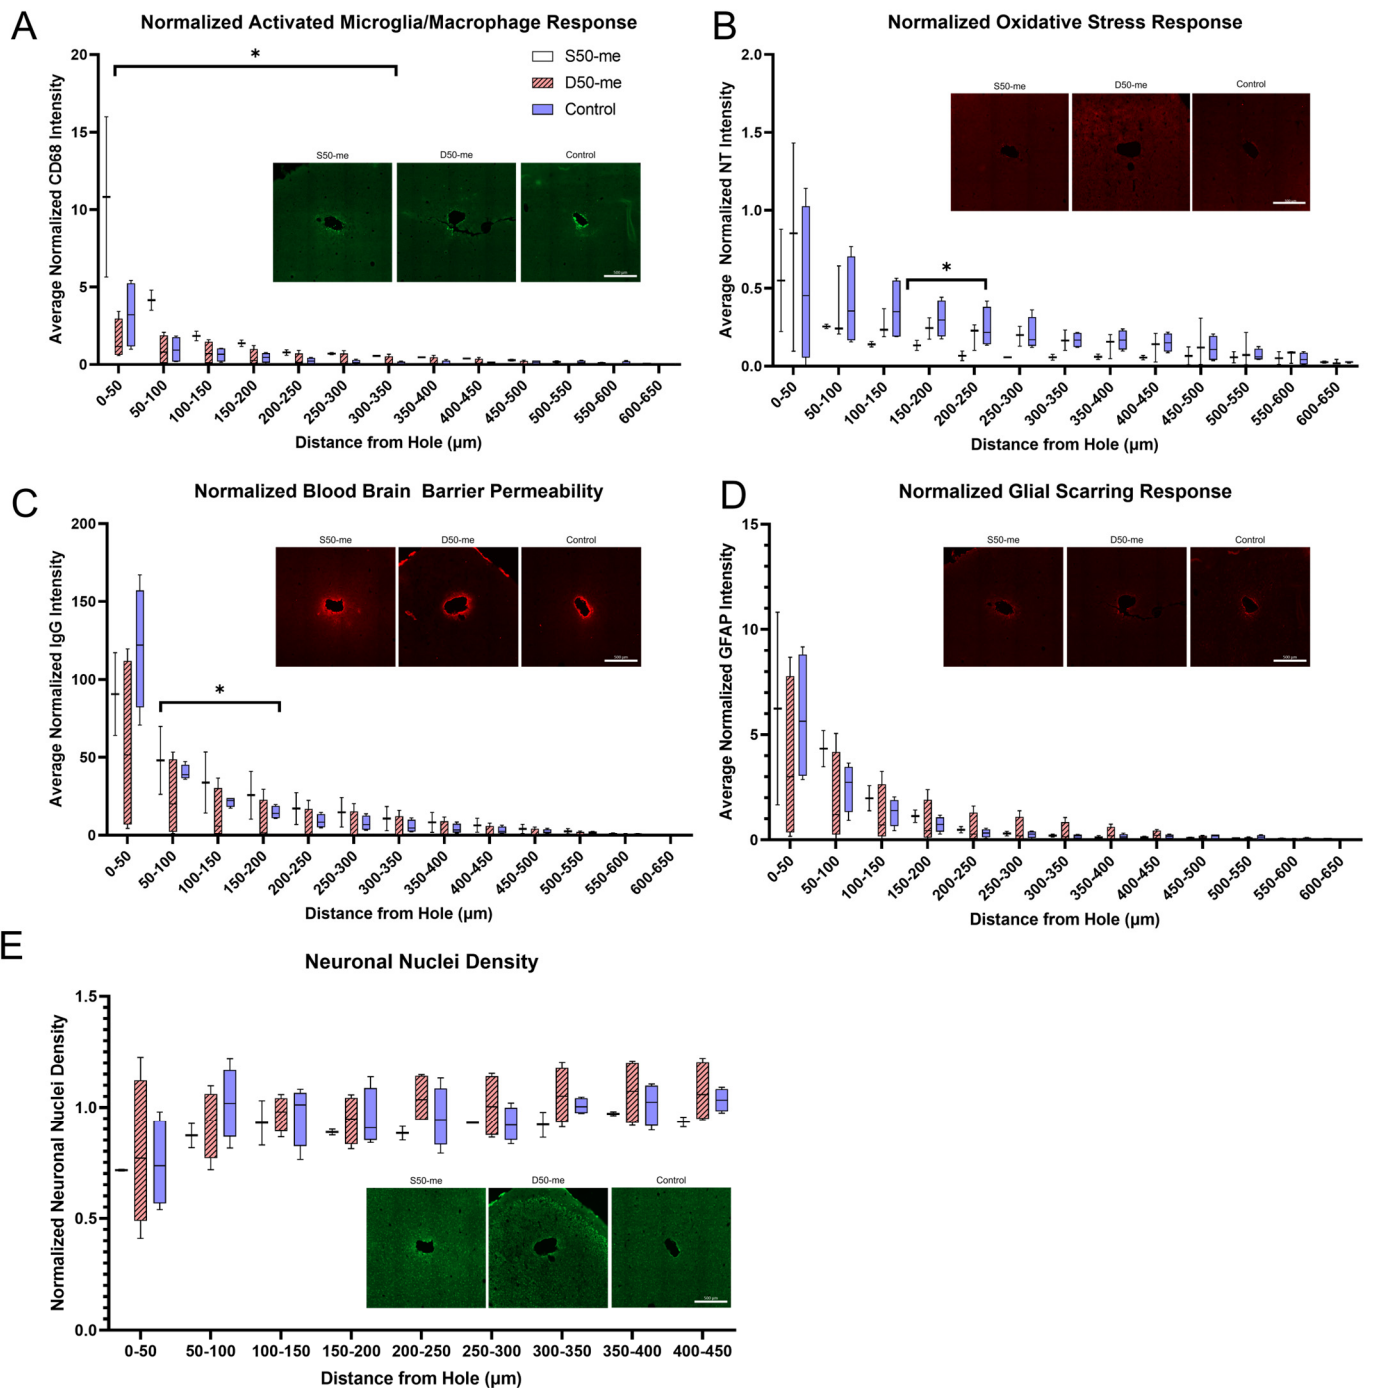 A
Normalized Activated Microglia/Macrophage Response
Average Normalized CD68 Intensity
20
15
10
5
0
*
S50-me
D50-me
Control
S50-me D50-me Control
500 µm
0-50 50-100 100-150 150-200 200-250 250-300 300-350 350-400 400-450 450-500 500-550 550-600 600-650
Distance from Hole (µm)
B
Normalized Oxidative Stress Response
Average Normalized NT Intensity
2.0
1.5
1.0
0.5
0.0
*
S50-me D50-me Control
0-50 50-100 100-150 150-200 200-250 250-300 300-350 350-400 400-450 450-500 500-550 550-600 600-650
Distance from Hole (µm)
C
Normalized Blood Brain Barrier Permeability
Average Normalized IgG Intensity
200
150
100
50
0
*
S50-me D50-me Control
500 µm
0-50 50-100 100-150 150-200 200-250 250-300 300-350 350-400 400-450 450-500 500-550 550-600 600-650
Distance from Hole (µm)
D
Normalized Glial Scarring Response
Average Normalized GFAP Intensity
15
10
5
0
S50-me D50-me Control
500 µm
0-50 50-100 100-150 150-200 200-250 250-300 300-350 350-400 400-450 450-500 500-550 550-600 600-650
Distance from Hole (µm)
E
Neuronal Nuclei Density
Normalized Neuronal Nuclei Density
1.5
1.0
0.5
0.0
S50-me D50-me Control
500 µm
0-50 50-100 100-150 150-200 200-250 250-300 300-350 350-400 400-450
Distance from Hole (µm)